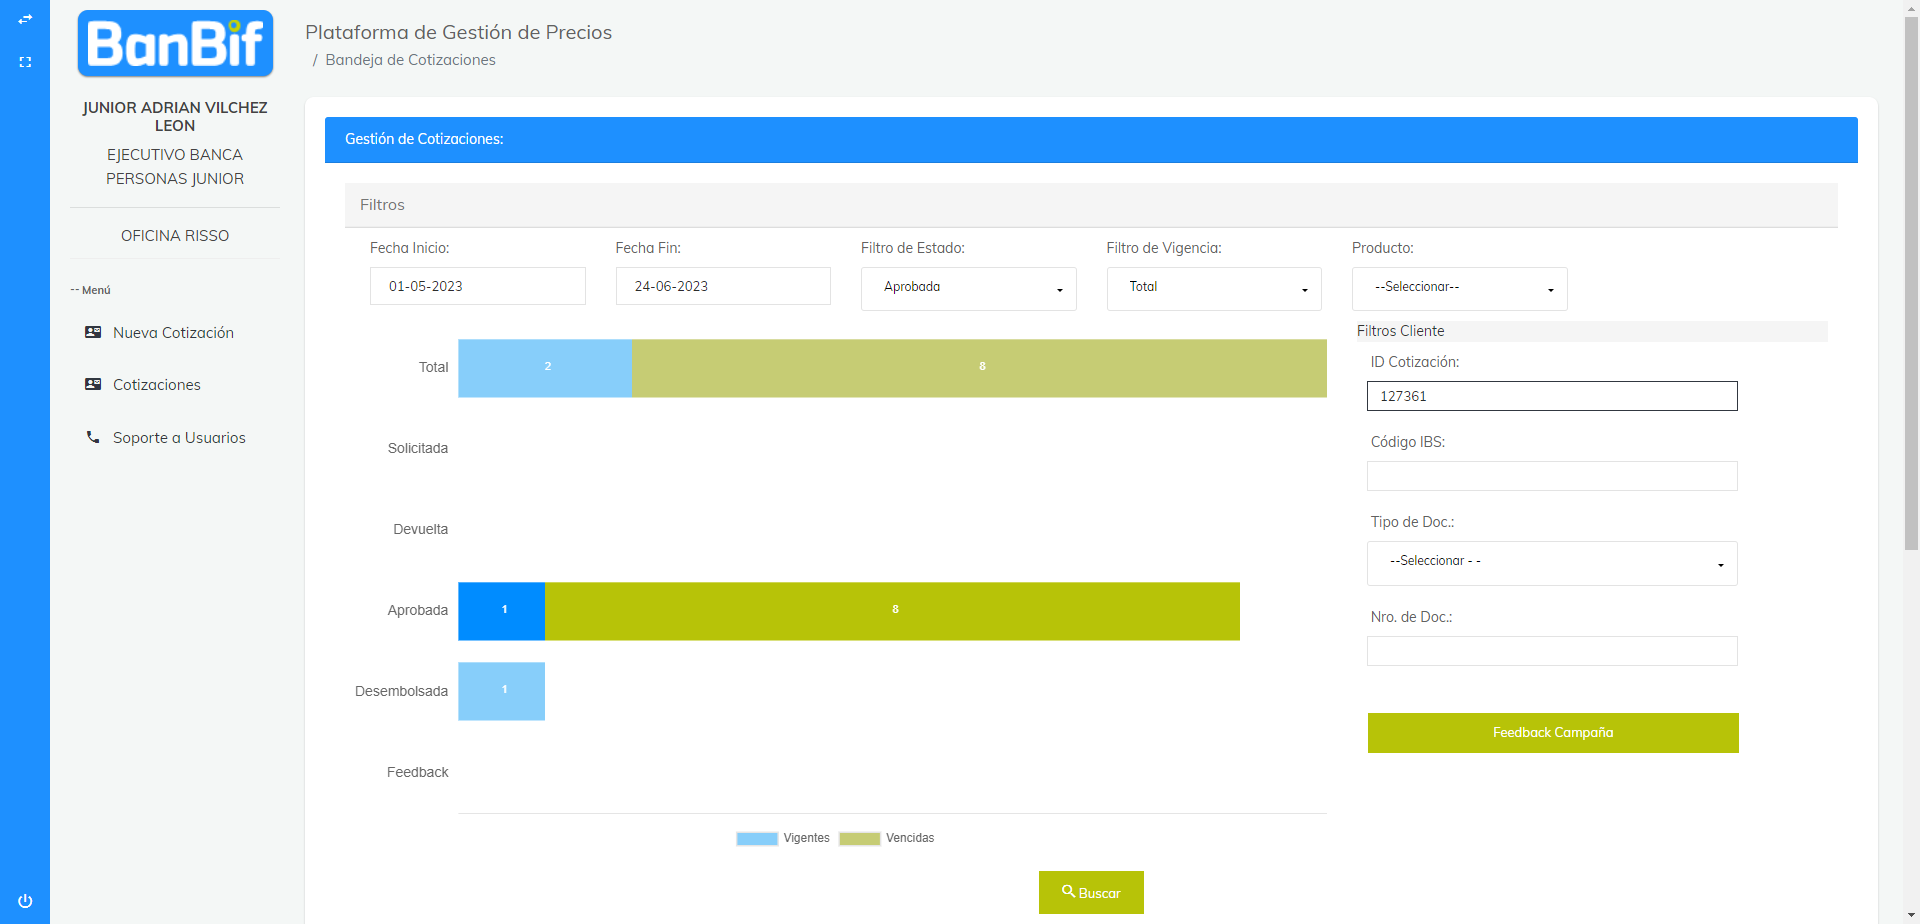 BanBif
JUNIOR ADRIAN VILCHEZ
LEON
EJECUTIVO BANCA
PERSONAS JUNIOR
OFICINA RISSO
-- Menú
Nueva Cotización
Cotizaciones
Soporte a Usuarios
Plataforma de Gestión de Precios
/ Bandeja de Cotizaciones
Gestión de Cotizaciones:
Filtros
Fecha Inicio: Fecha Fin: Filtro de Estado: Filtro de Vigencia: Producto:
01-05-2023 24-06-2023 Aprobada Total --Seleccionar--
Total 2 8
Solicitada
Devuelta
Aprobada 1 8
Desembolsada 1
Feedback
Vigentes Vencidas
Filtros Cliente
ID Cotización:
127361
Código IBS:
Tipo de Doc.:
--Seleccionar - -
Nro. de Doc.:
Feedback Campaña
Buscar